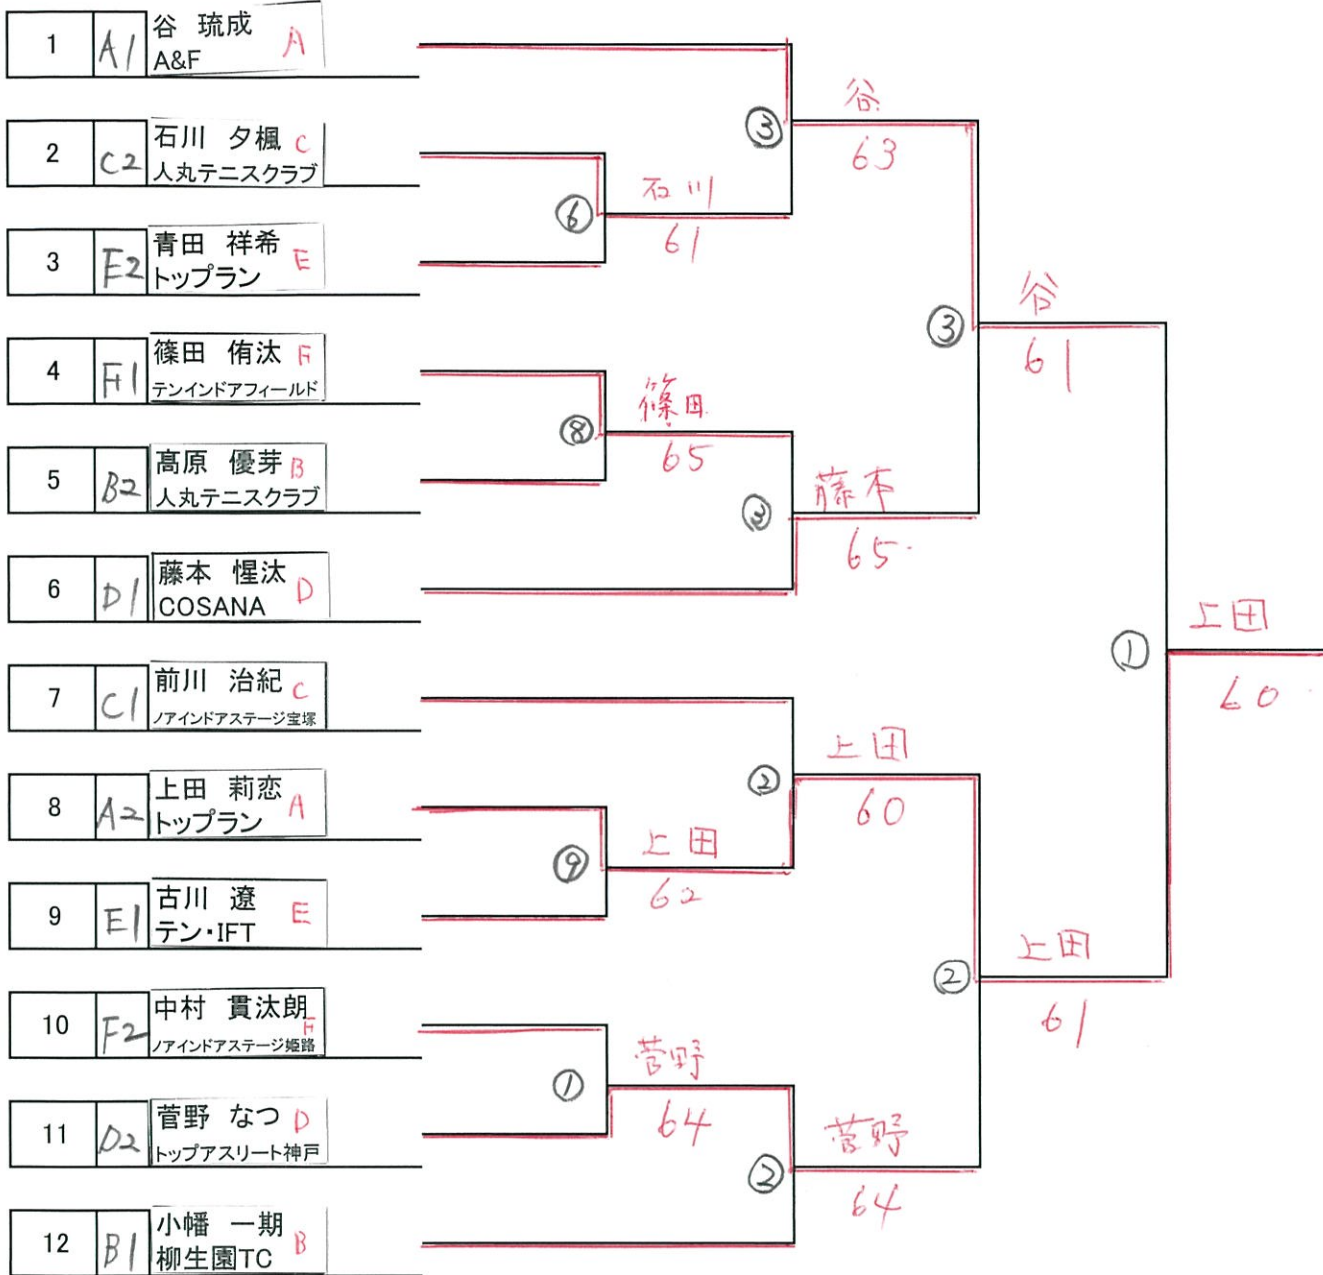 1 A1 谷 琉成 A
A&F
2 C2 石川 夕楓 C
人丸テニスクラブ
3 E2 青田 祥希 E
トップラン
4 F1 篠田 侑汰 F
テンインドアフィールド
5 B2 高原 優芽 B
人丸テニスクラブ
6 D1 藤本 惺汰 D
COSANA
7 C1 前川 治紀 C
ノアインドアステージ宝塚
8 A2 上田 莉恋 A
トップラン
9 E1 古川 遼 E
テン・IFT
10 F2 中村 貫汰朗 F
ノアインドアステージ姫路
11 D2 菅野 なつ D
トップアスリート神戸
12 B1 小幡 一期 B
柳生園TC
⑥ 石川
61
⑧ 篠田
65
⑨ 上田
62
① 菅野
64
③ 谷
63
③ 藤本
65
② 上田
60
② 菅野
64
③ 谷
61
② 上田
61
① 上田
60